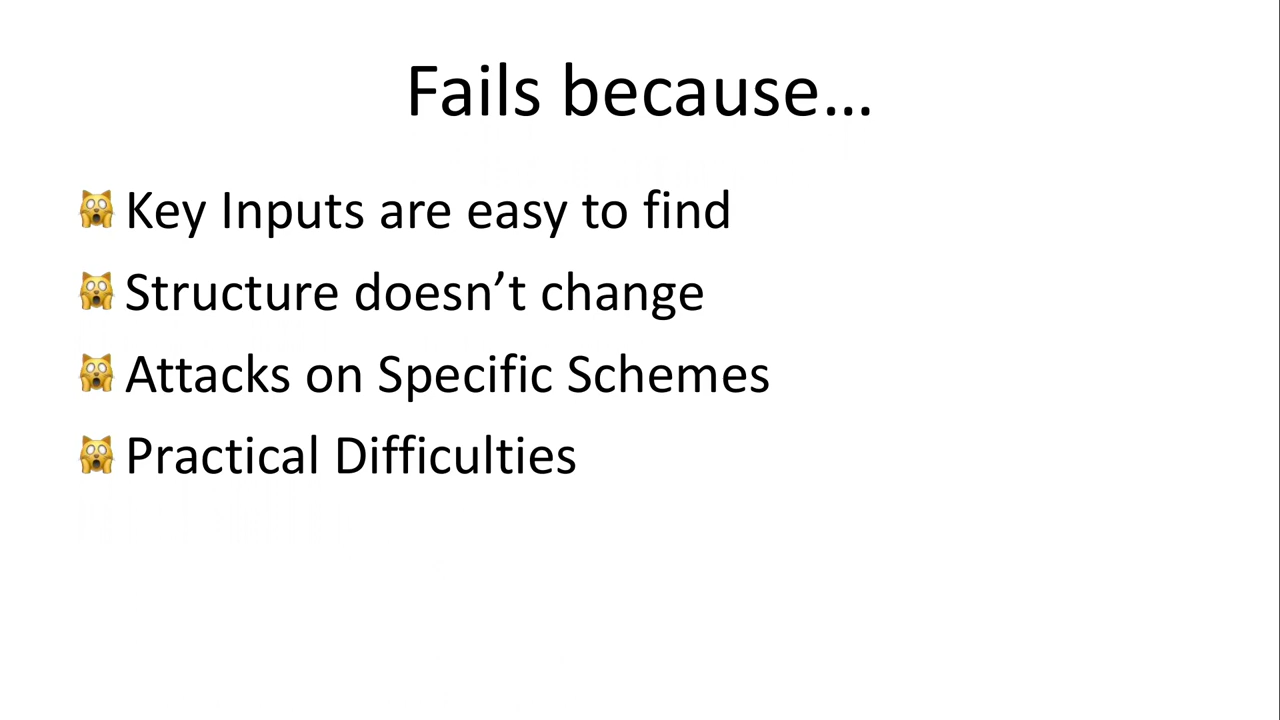 Fails because…
🙀 Key Inputs are easy to find
🙀 Structure doesn’t change
🙀 Attacks on Specific Schemes
🙀 Practical Difficulties